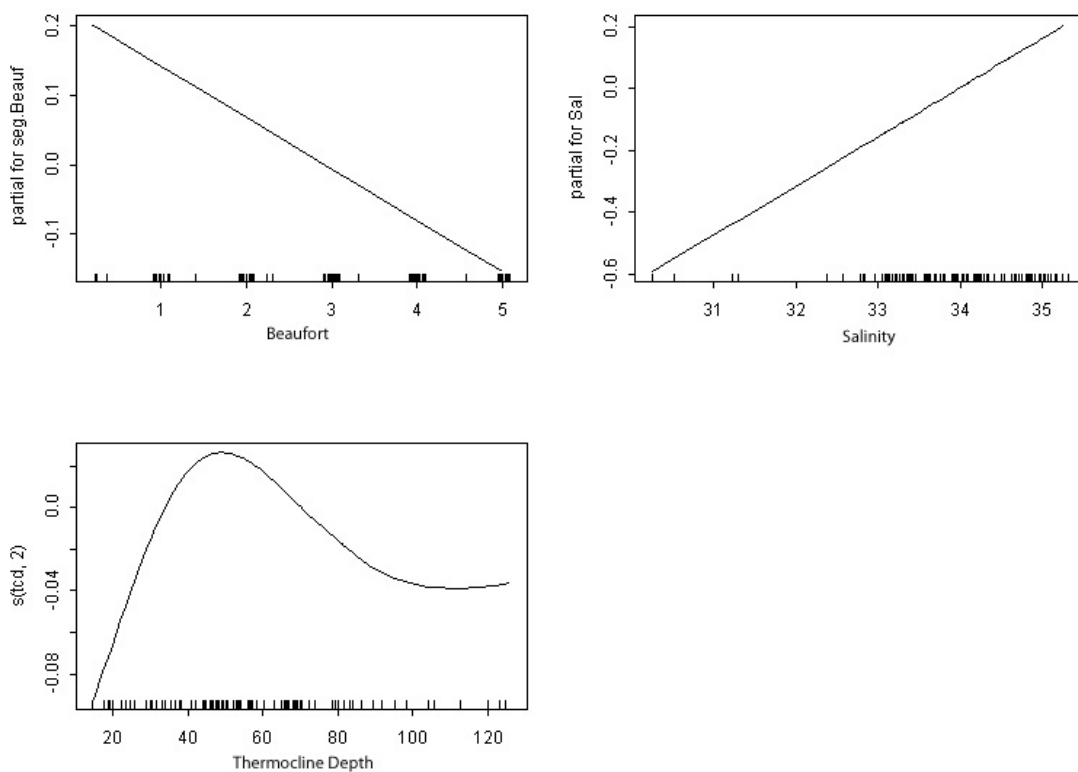 partial for seg.Beauf
0.2
0.1
0.0
-0.1
1 2 3 4 5
Beaufort
partial for Sal
0.2
0.0
-0.2
-0.4
-0.6
31 32 33 34 35
Salinity
s(tcd, 2)
0.0
-0.04
-0.08
20 40 60 80 100 120
Thermocline Depth